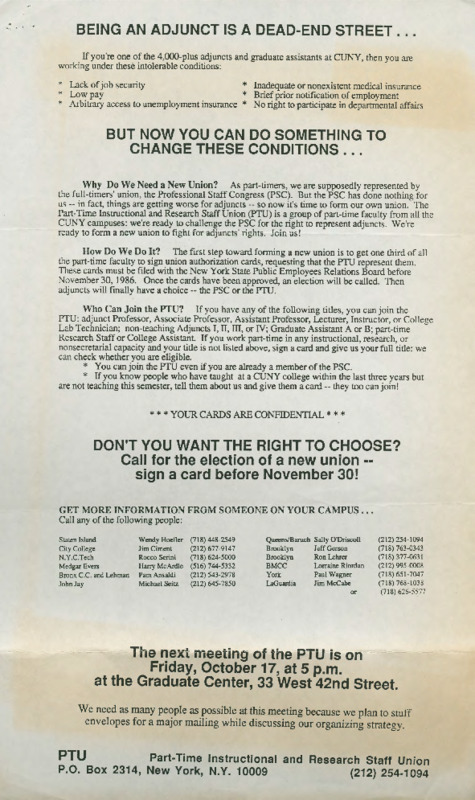 BEING AN ADJUNCT IS A DEAD-END STREET . . .
If you're one of the 4,000-plus adjuncts and graduate assistants at CUNY, then you are
working under these intolerable conditions:
* Lack of job security
* Low pay
* Arbitrary access to unemployment insurance
* Inadequate or nonexistent medical insurance
* Brief prior notification of employment
* No right to participate in departmental affairs
BUT NOW YOU CAN DO SOMETHING TO
CHANGE THESE CONDITIONS . . .
Why Do We Need a New Union? As part-timers, we are supposedly represented by
the full-timers' union, the Professional Staff Congress (PSC). But the PSC has done nothing for
us -- in fact, things are getting worse for adjuncts -- so now it's time to form our own union. The
Part-Time Instructional and Research Staff Union (PTU) is a group of part-time faculty from all the
CUNY campuses: we're ready to challenge the PSC for the right to represent adjuncts. We're
ready to form a new union to fight for adjuncts' rights. Join us!
How Do We Do It? The first step toward forming a new union is to get one third of all
the part-time faculty to sign union authorization cards, requesting that the PTU represent them.
These cards must be filed with the New York State Public Employees Relations Board before
November 30, 1986. Once the cards have been approved, an election will be called. Then
adjuncts will finally have a choice -- the PSC or the PTU.
Who Can Join the PTU? If you have any of the following titles, you can join the
PTU: adjunct Professor, Associate Professor, Assistant Professor, Lecturer, Instructor, or College
Lab Technician; non-teaching Adjuncts I, II, III, or IV; Graduate Assistant A or B; part-time
Research Staff or College Assistant. If you work part-time in any instructional, research, or
nonsecretarial capacity and your title is not listed above, sign a card and give your full title: we
can check whether you are eligible.
* You can join the PTU even if you are already a member of the PSC.
* If you know people who have taught at a CUNY college within the last three years but
are not teaching this semester, tell them about us and give them a card -- they too can join!
* * * YOUR CARDS ARE CONFIDENTIAL * * *
DON'T YOU WANT THE RIGHT TO CHOOSE?
Call for the election of a new union --
sign a card before November 30!
GET MORE INFORMATION FROM SOMEONE ON YOUR CAMPUS . . .
Call any of the following people:
Staten Island Wendy Hoefler (718) 448-2549
City College Jim Ciment (212) 677-9147
N.Y.C.Tech Rocco Serini (718) 624-5000
Medgar Evers Harry McArdle (516) 744-5352
Bronx C.C. and Lehman Pam Ansaldi (212) 543-2978
John Jay Michael Seitz (212) 645-7850
Queens/Baruch Sally O'Driscoll (212) 254-1094
Brooklyn Jeff Gerson (718) 763-0343
Brooklyn Ron Lehrer (718) 377-0631
BMCC Lorraine Riordan (212) 995-0008
York Paul Wagner (718) 651-7047
LaGuardia Jim McCabe (718) 768-1038
or (718) 626-5577
The next meeting of the PTU is on
Friday, October 17, at 5 p.m.
at the Graduate Center, 33 West 42nd Street.
We need as many people as possible at this meeting because we plan to stuff
envelopes for a major mailing while discussing our organizing strategy.
PTU Part-Time Instructional and Research Staff Union
P.O. Box 2314, New York, N.Y. 10009 (212) 254-1094